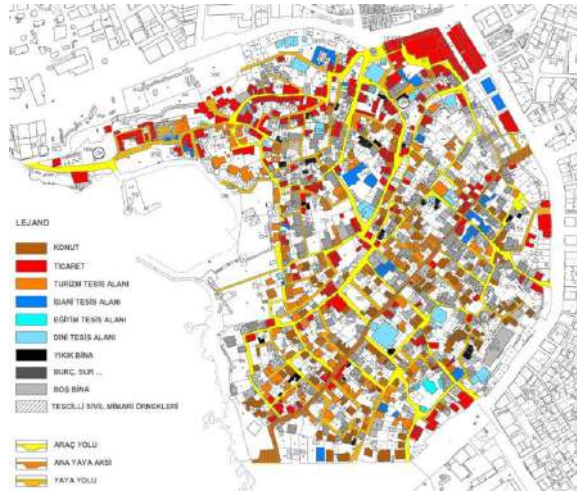 LEJAND
KONUT
TİCARET
TURİZM TESİS ALANI
İDARİ TESİS ALANI
EĞİTİM TESİS ALANI
DİNİ TESİS ALANI
YIKIK BİNA
BURÇ, SUR ...
BOŞ BİNA
TESCİLLİ SİVİL MİMARİ ÖRNEKLERİ
ARAÇ YOLU
ANA YAYA AKSI
YAYA YOLU